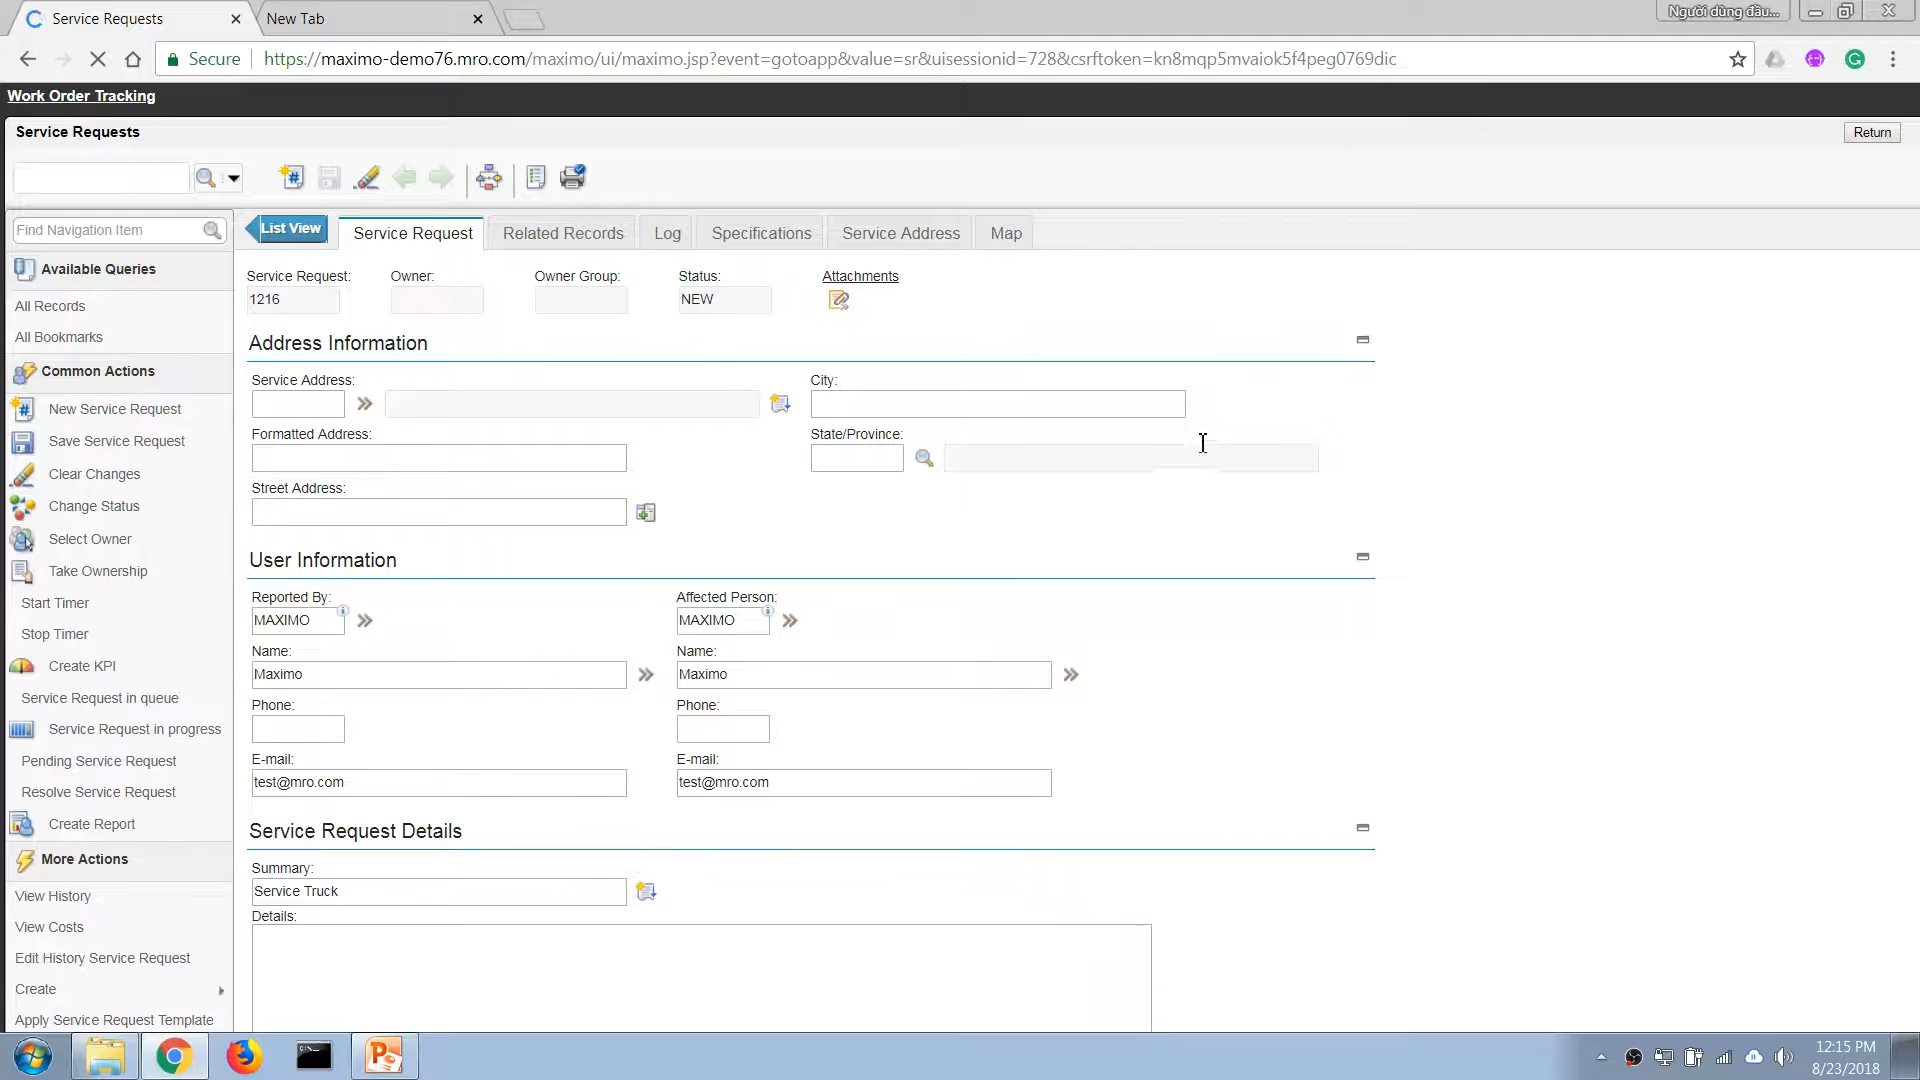 Service Requests
New Tab
Người dùng đầu...
Secure
https://maximo-demo76.mro.com/maximo/ui/maximo.jsp?event=gotoapp&value=sr&uisessionid=728&csrftoken=kn8mqp5mvaiok5f4peg0769dic
Work Order Tracking
Service Requests
Return
Find Navigation Item
List View
Service Request
Related Records
Log
Specifications
Service Address
Map
Available Queries
All Records
All Bookmarks
Common Actions
New Service Request
Save Service Request
Clear Changes
Change Status
Select Owner
Take Ownership
Start Timer
Stop Timer
Create KPI
Service Request in queue
Service Request in progress
Pending Service Request
Resolve Service Request
Create Report
More Actions
View History
View Costs
Edit History Service Request
Create
Apply Service Request Template
Service Request:
Owner:
Owner Group:
Status:
Attachments
1216
NEW
Address Information
Service Address:
City:
Formatted Address:
State/Province:
Street Address:
User Information
Reported By:
Affected Person:
MAXIMO
MAXIMO
Name:
Name:
Maximo
Maximo
Phone:
Phone:
E-mail:
E-mail:
test@mro.com
test@mro.com
Service Request Details
Summary:
Service Truck
Details:
12:15 PM
8/23/2018